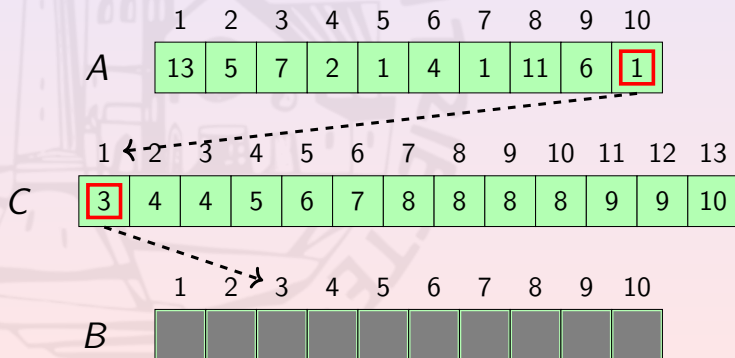 1 2 3 4 5 6 7 8 9 10
A 13 5 7 2 1 4 1 11 6 1
1 2 3 4 5 6 7 8 9 10 11 12 13
C 3 4 4 5 6 7 8 8 8 8 9 9 10
1 2 3 4 5 6 7 8 9 10
B